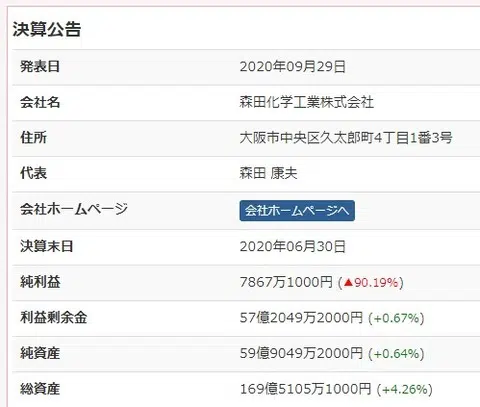 決算公告
発表日 2020年09月29日
会社名 森田化学工業株式会社
住所 大阪市中央区久太郎町4丁目1番3号
代表 森田 康夫
会社ホームページ 会社ホームページへ
決算末日 2020年06月30日
純利益 7867万1000円 (▲90.19%)
利益剰余金 57億2049万2000円 (+0.67%)
純資産 59億9049万2000円 (+0.64%)
総資産 169億5105万1000円 (+4.26%)